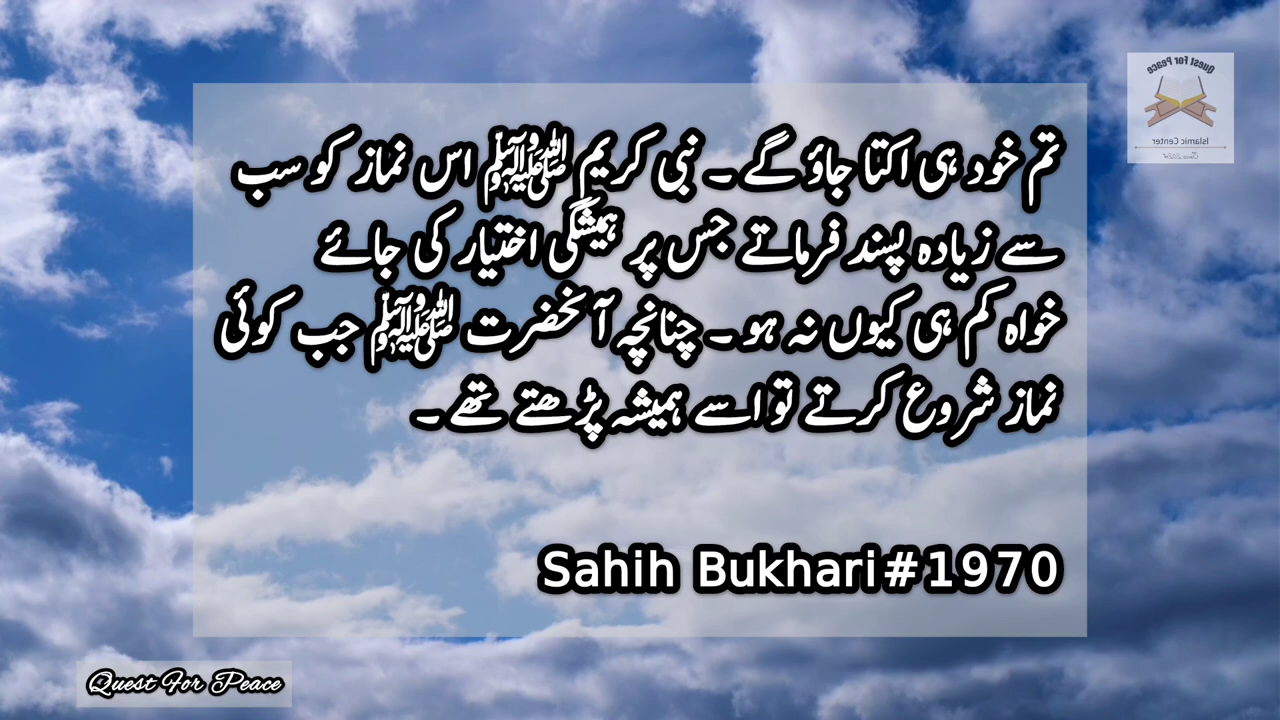 تم خود ہی اکتا جاؤ گے ۔ نبی کریم ﷺ اس نماز کو سب
سے زیادہ پسند فرماتے جس پر ہمیشگی اختیار کی جائے
خواہ کم ہی کیوں نہ ہو ۔ چنانچہ آنحضرت ﷺ جب کوئی
نماز شروع کرتے تو اسے ہمیشہ پڑھتے تھے ۔
Sahih Bukhari#1970
Quest For Peace
Islamic Center
Quest For Peace